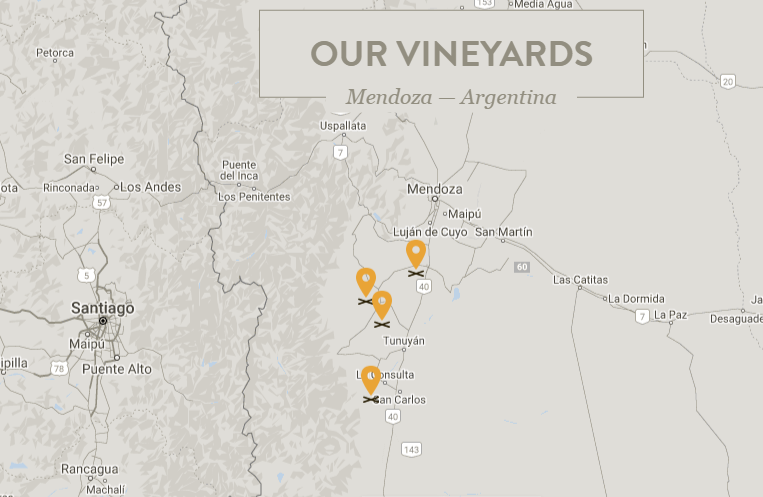 153
Media Agua
OUR VINEYARDS
Mendoza — Argentina
Petorca
20
Uspallata
7
San Felipe
Puente
del Inca
Rinconada
Los Andes
Los Penitentes
57
Mendoza
Maipú
Luján de Cuyo
San Martín
5
60
40
Las Catitas
La Dormida
La Paz
7
Desaguade
Santiago
Maipú
78
Puente Alto
Tunuyán
Consulta
an Carlos
40
143
Rancagua
Machalí